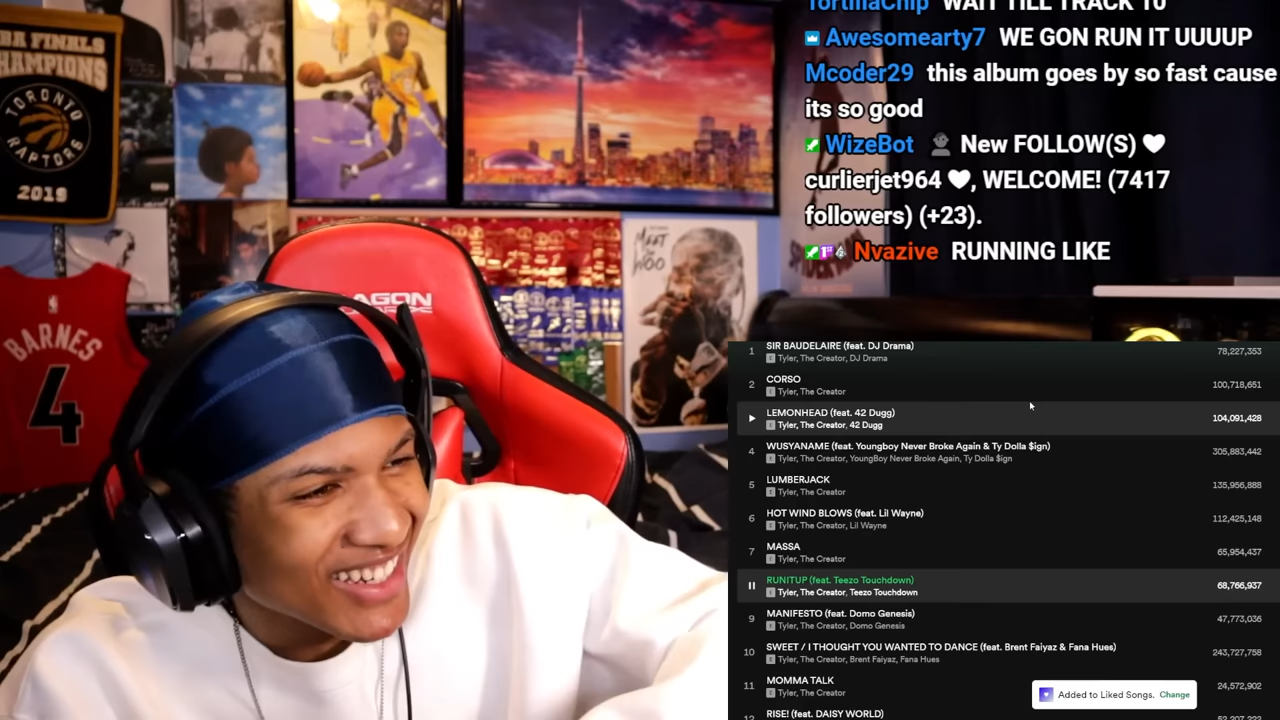 TortillaChip WAIT TILL TRACK 10
Awesomearty7 WE GON RUN IT UUUUP
Mcoder29 this album goes by so fast cause
its so good
WizeBot New FOLLOW(S)
curlierjet964 , WELCOME! (7417
followers) (+23).
Nvazive RUNNING LIKE
NBA FINALS
CHAMPIONS
TORONTO
RAPTORS
2019
MEET
WOO
BARNES
4
1 SIR BAUDELAIRE (feat. DJ Drama) 78,227,353
E Tyler, The Creator, DJ Drama
2 CORSO 100,718,651
E Tyler, The Creator
LEMONHEAD (feat. 42 Dugg) 104,091,428
E Tyler, The Creator, 42 Dugg
4 WUSYANAME (feat. Youngboy Never Broke Again & Ty Dolla $ign) 305,883,442
E Tyler, The Creator, YoungBoy Never Broke Again, Ty Dolla $ign
5 LUMBERJACK 135,956,888
E Tyler, The Creator
6 HOT WIND BLOWS (feat. Lil Wayne) 112,425,148
E Tyler, The Creator, Lil Wayne
7 MASSA 65,954,437
E Tyler, The Creator
RUNITUP (feat. Teezo Touchdown) 68,766,937
E Tyler, The Creator, Teezo Touchdown
9 MANIFESTO (feat. Domo Genesis) 47,773,036
E Tyler, The Creator, Domo Genesis
10 SWEET / I THOUGHT YOU WANTED TO DANCE (feat. Brent Faiyaz & Fana Hues) 243,727,758
E Tyler, The Creator, Brent Faiyaz, Fana Hues
11 MOMMA TALK 24,572,902
E Tyler, The Creator
Added to Liked Songs. Change
12 RISE! (feat. DAISY WORLD) 52,207,222